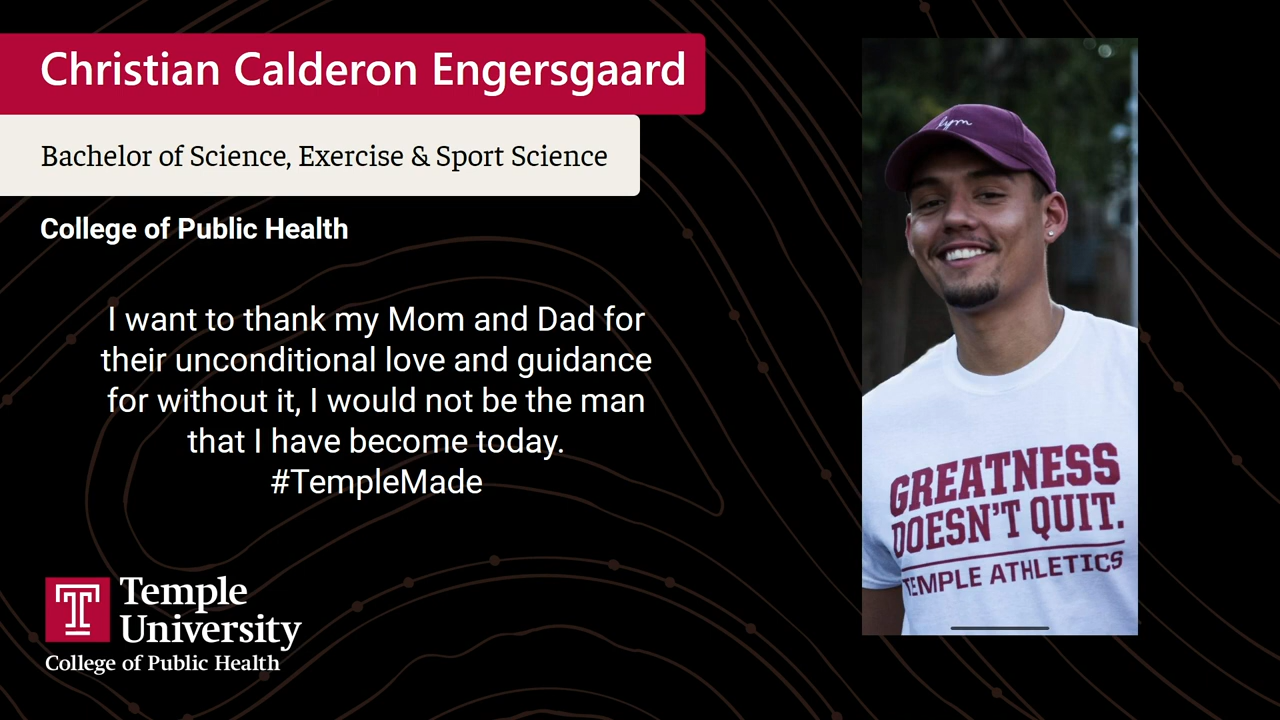 Christian Calderon Engersgaard
Bachelor of Science, Exercise & Sport Science
College of Public Health
I want to thank my Mom and Dad for
their unconditional love and guidance
for without it, I would not be the man
that I have become today.
#TempleMade
Temple
University
College of Public Health
lym
GREATNESS
DOESN'T QUIT.
TEMPLE ATHLETICS